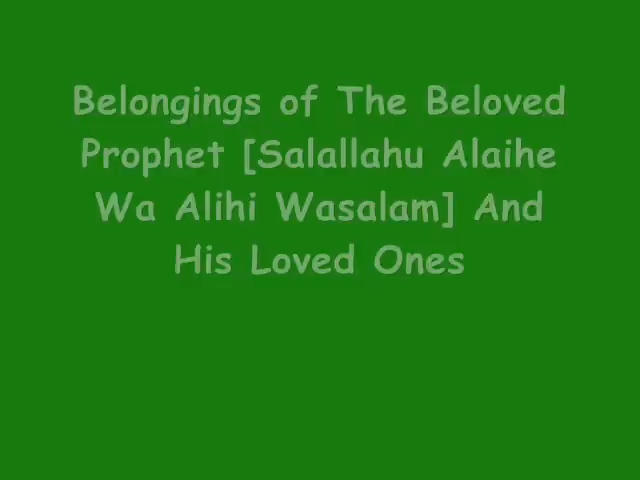 Belongings of The Beloved
Prophet [Salallahu Alaihe
Wa Alihi Wasalam] And
His Loved Ones